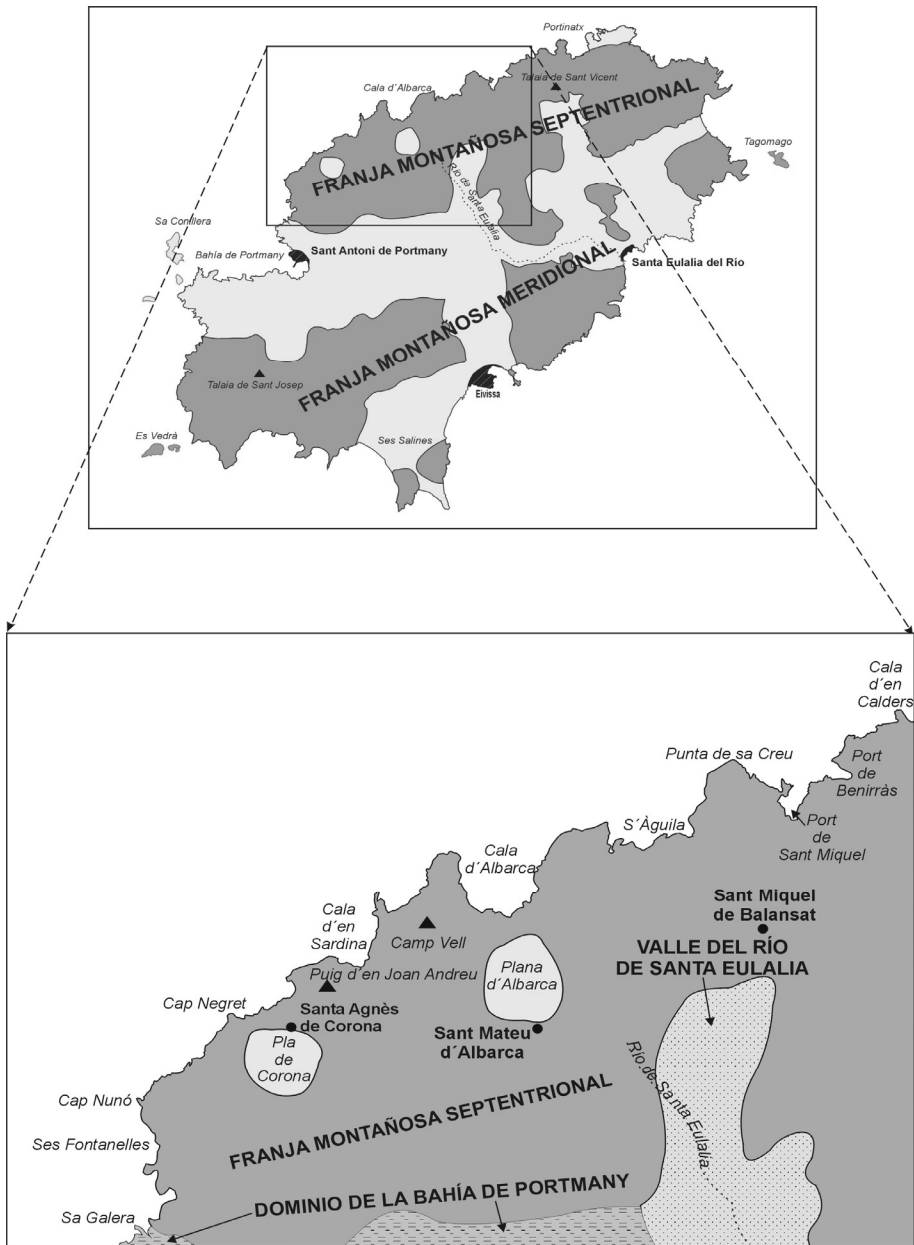 Portinatx
Talaia de Sant Vicent
Cala d´Albarca
FRANJA MONTAÑOSA SEPTENTRIONAL
Tagomago
Río de Santa Eulalia
Sa Conillera
Bahía de Portmany
Sant Antoni de Portmany
Santa Eulalia del Río
FRANJA MONTAÑOSA MERIDIONAL
Talaia de Sant Josep
Eivissa
Es Vedrà
Ses Salines
Cala
d´en
Calders
Punta de sa Creu
Port
de
Benirràs
S´Àguila
Port
de
Sant Miquel
Cala
d´Albarca
Sant Miquel
de Balansat
Cala
d´en
Sardina
Camp Vell
VALLE DEL RÍO
DE SANTA EULALIA
Plana
d´Albarca
Puig d´en Joan Andreu
Cap Negret
Santa Agnès
de Corona
Sant Mateu
d´Albarca
Pla
de
Corona
Río de Santa Eulalia
Cap Nunó
FRANJA MONTAÑOSA SEPTENTRIONAL
Ses Fontanelles
DOMINIO DE LA BAHÍA DE PORTMANY
Sa Galera